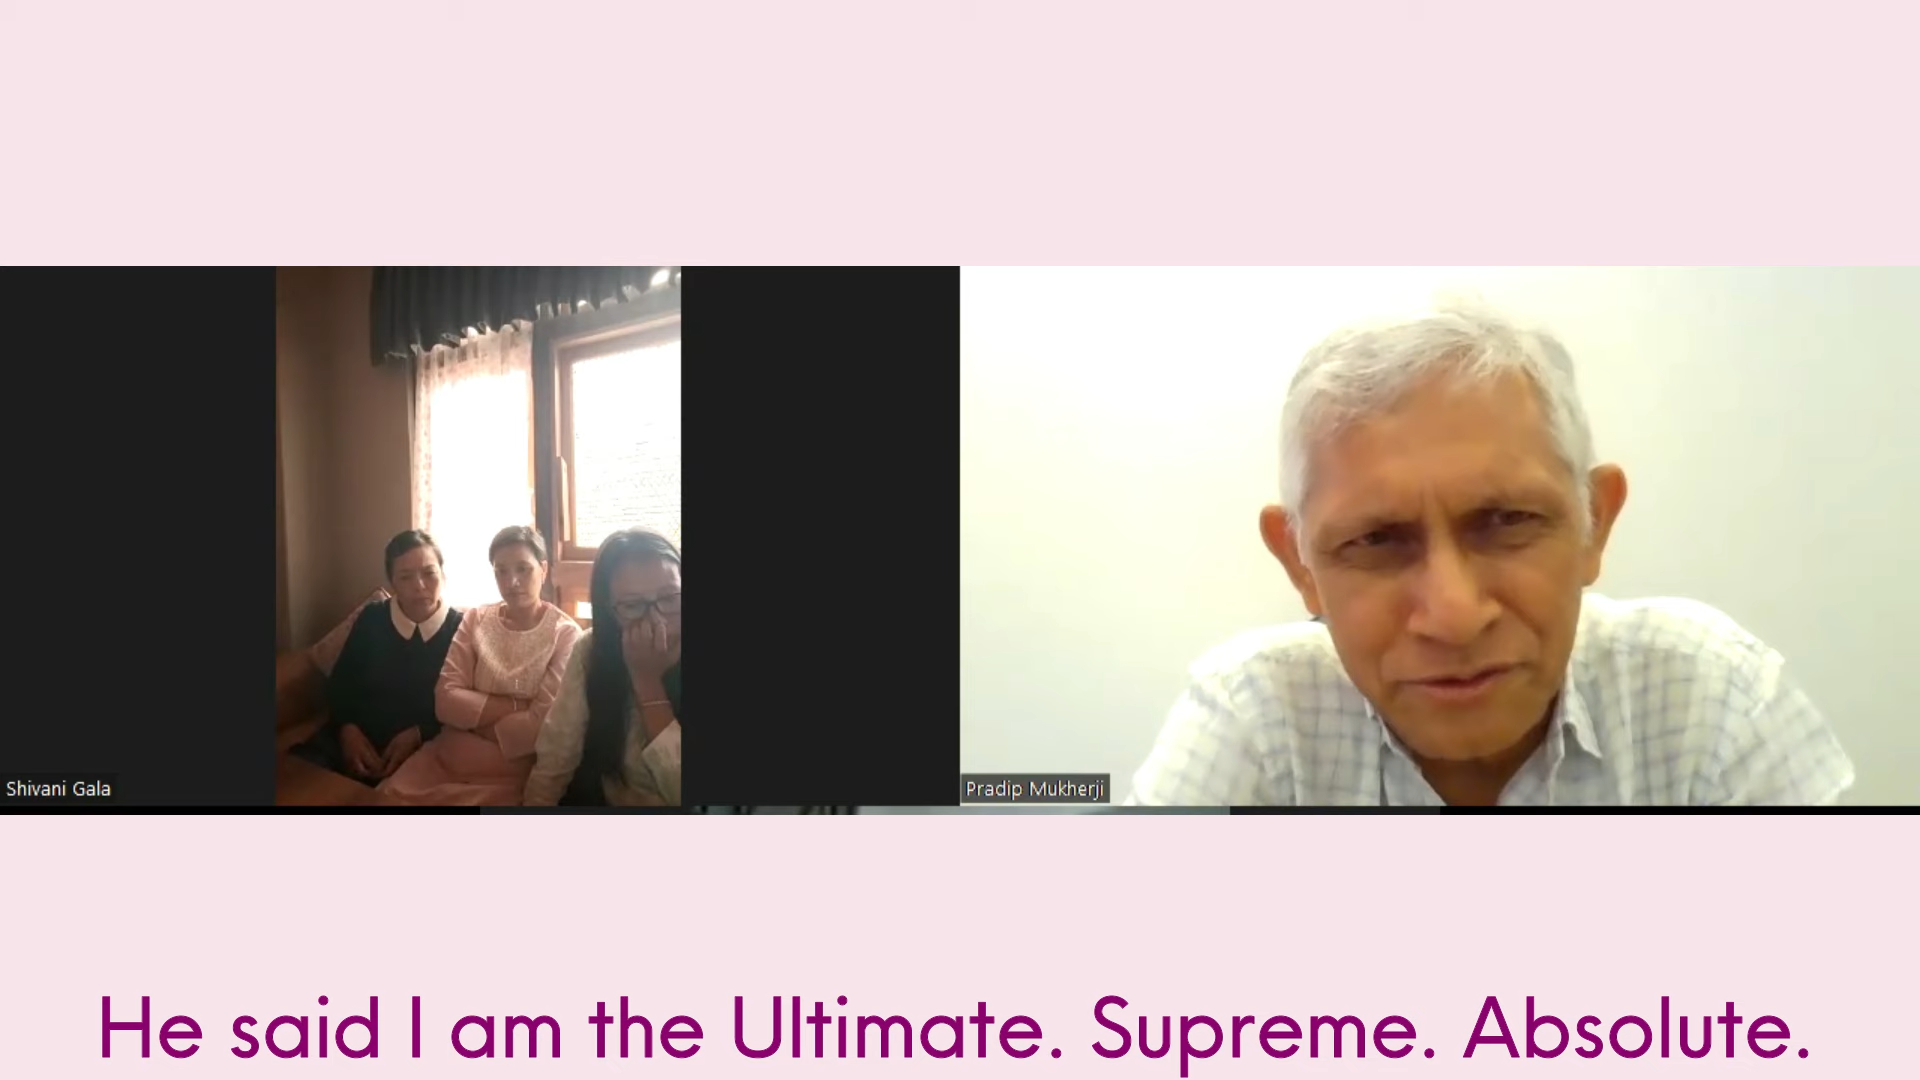 Shivani Gala
Pradip Mukherji
He said I am the Ultimate. Supreme. Absolute.